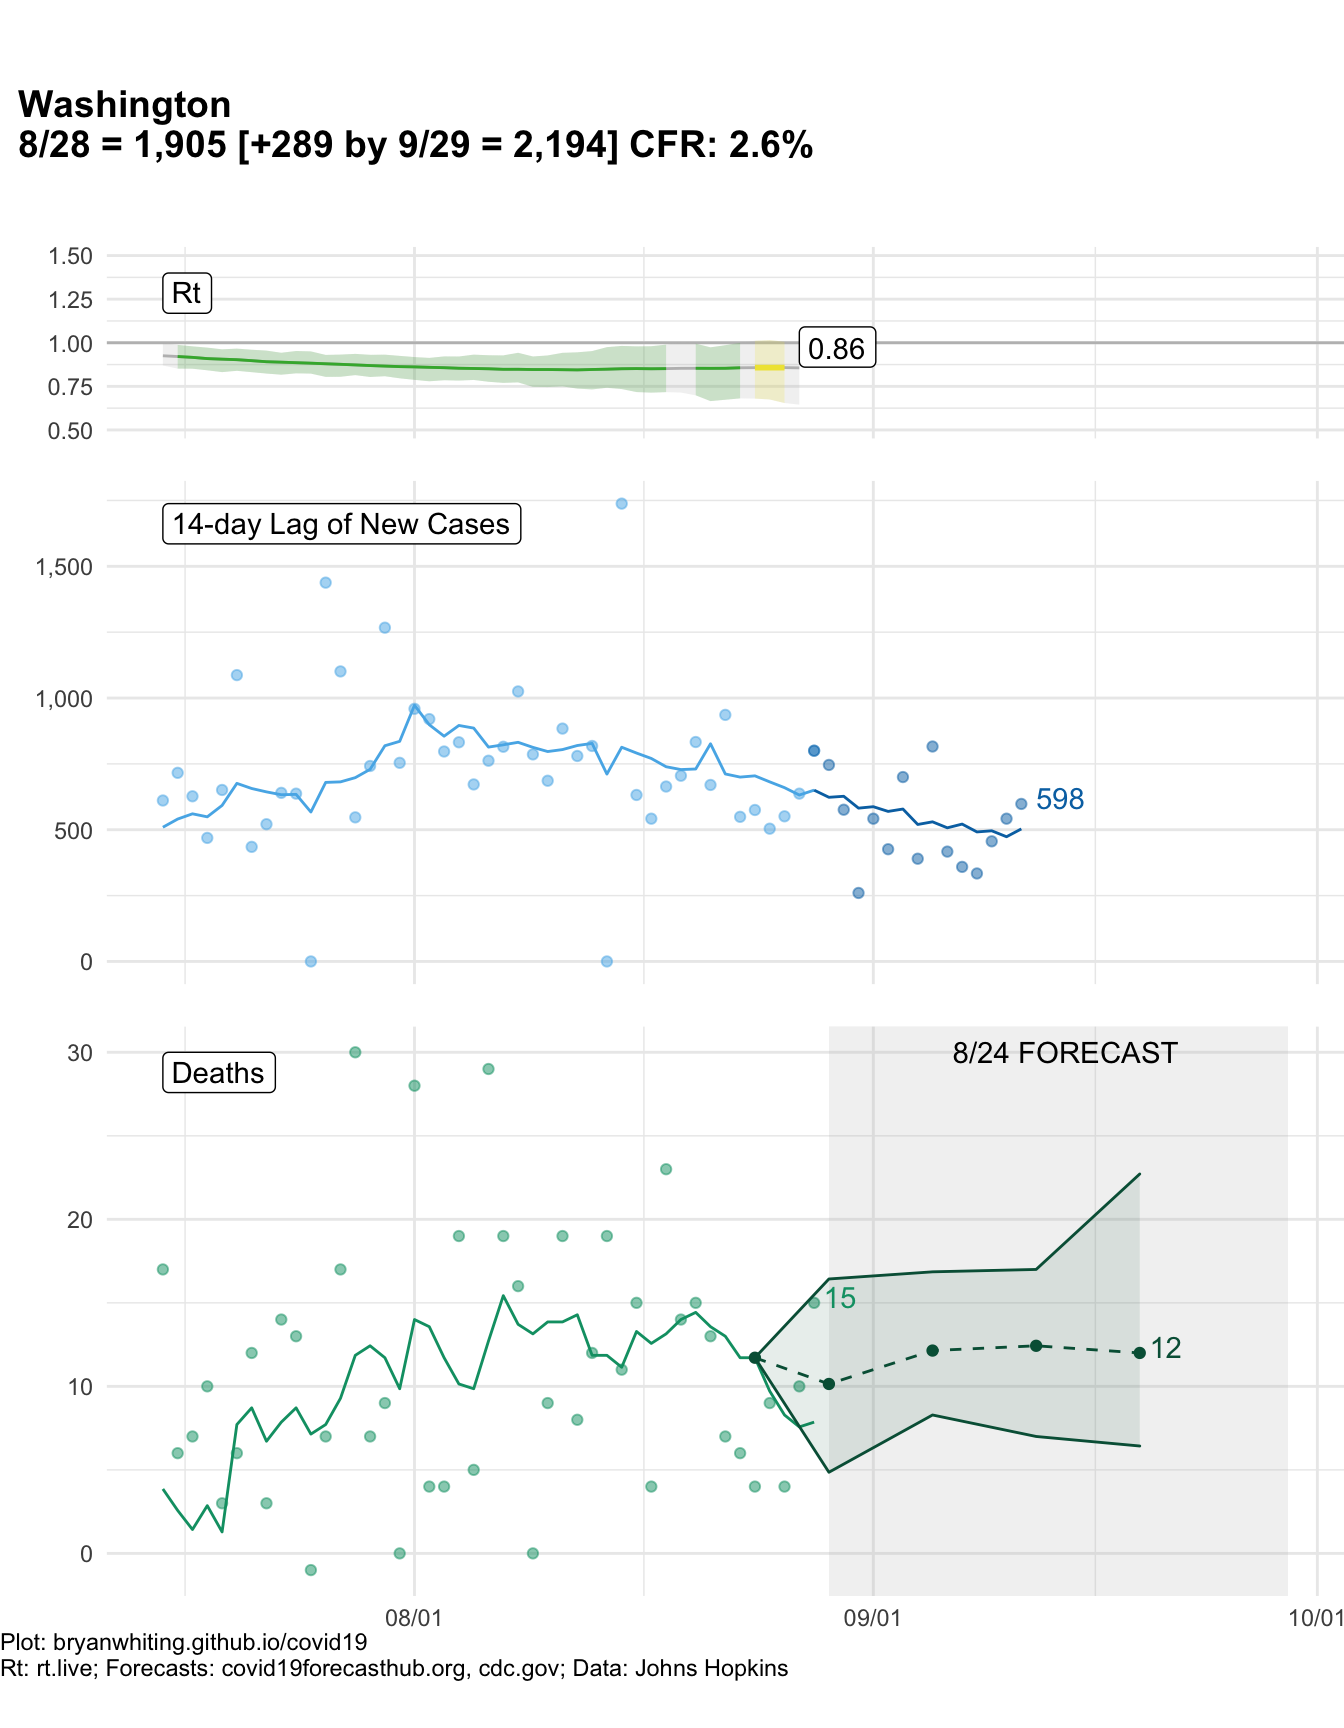 Washington
8/28 = 1,905 [+289 by 9/29 = 2,194] CFR: 2.6%
1.50
Rt
1.25
1.00
0.86
0.75
0.50
14-day Lag of New Cases
1,500
1,000
598
500
0
30
8/24 FORECAST
Deaths
20
15
12
10
0
08/01
09/01
10/01
Plot: bryanwhiting.github.io/covid19
Rt: rt.live; Forecasts: covid19forecasthub.org, cdc.gov; Data: Johns Hopkins